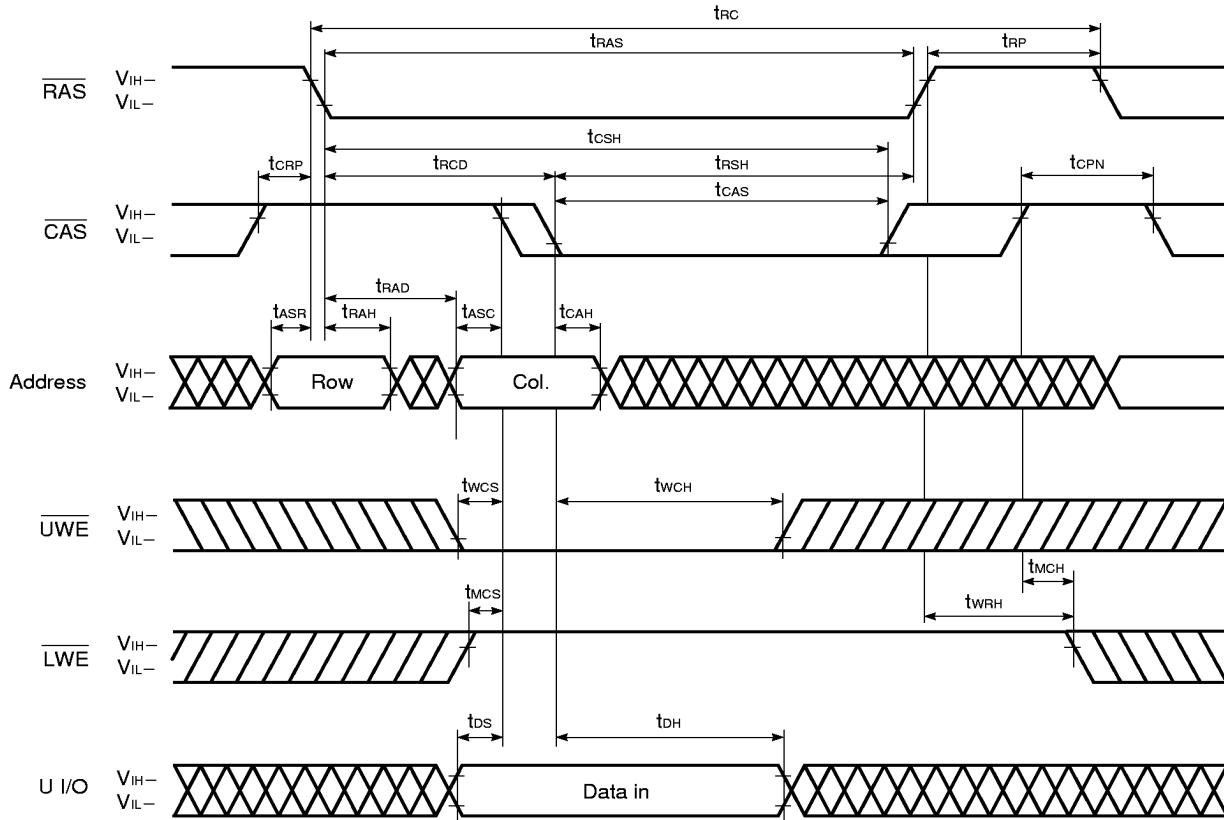 tRC
tRAS tRP
RAS VIH–
VIL–
tCSH
tCRP tRCD tRSH tCPN
tCAS
CAS VIH–
VIL–
tRAD
tASR tRAH tASC tCAH
Address VIH– Row Col.
VIL–
tWCS tWCH
UWE VIH–
VIL–
tMCH
tMCS tWRH
LWE VIH–
VIL–
tDS tDH
U I/O VIH– Data in
VIL–